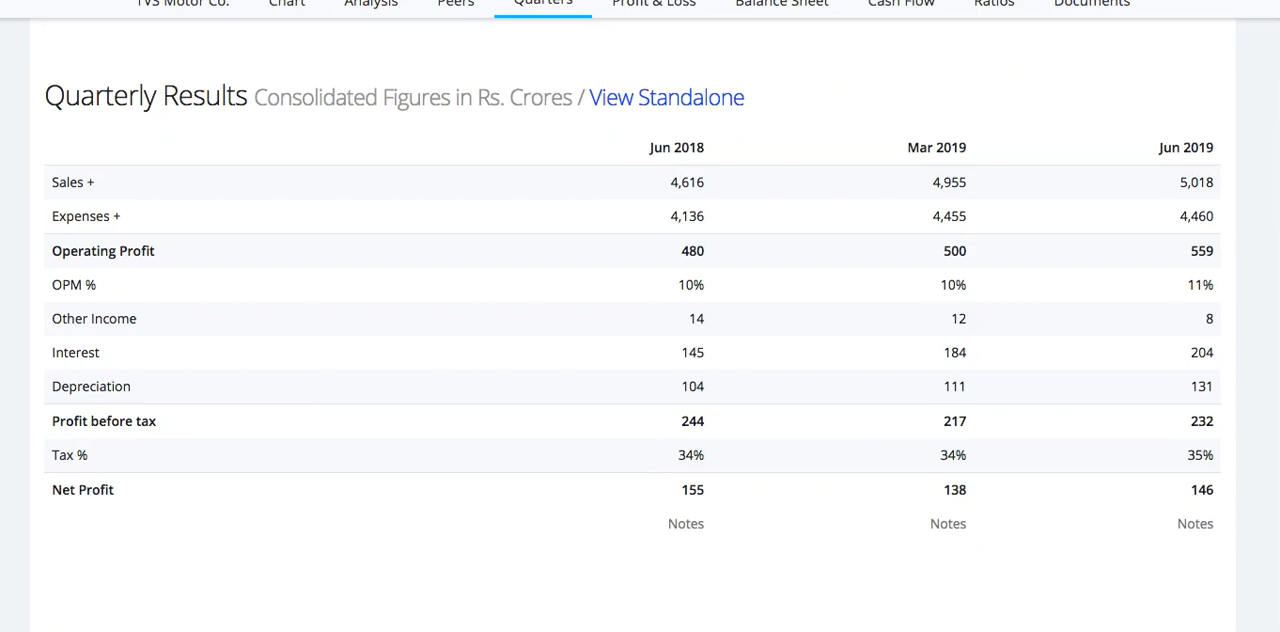 TVS Motor Co. Chart Analysis Peers Quarters Profit & Loss Balance Sheet Cash Flow Ratios Documents
Quarterly Results Consolidated Figures in Rs. Crores / View Standalone
Jun 2018 Mar 2019 Jun 2019
Sales + 4,616 4,955 5,018
Expenses + 4,136 4,455 4,460
Operating Profit 480 500 559
OPM % 10% 10% 11%
Other Income 14 12 8
Interest 145 184 204
Depreciation 104 111 131
Profit before tax 244 217 232
Tax % 34% 34% 35%
Net Profit 155 138 146
Notes Notes Notes